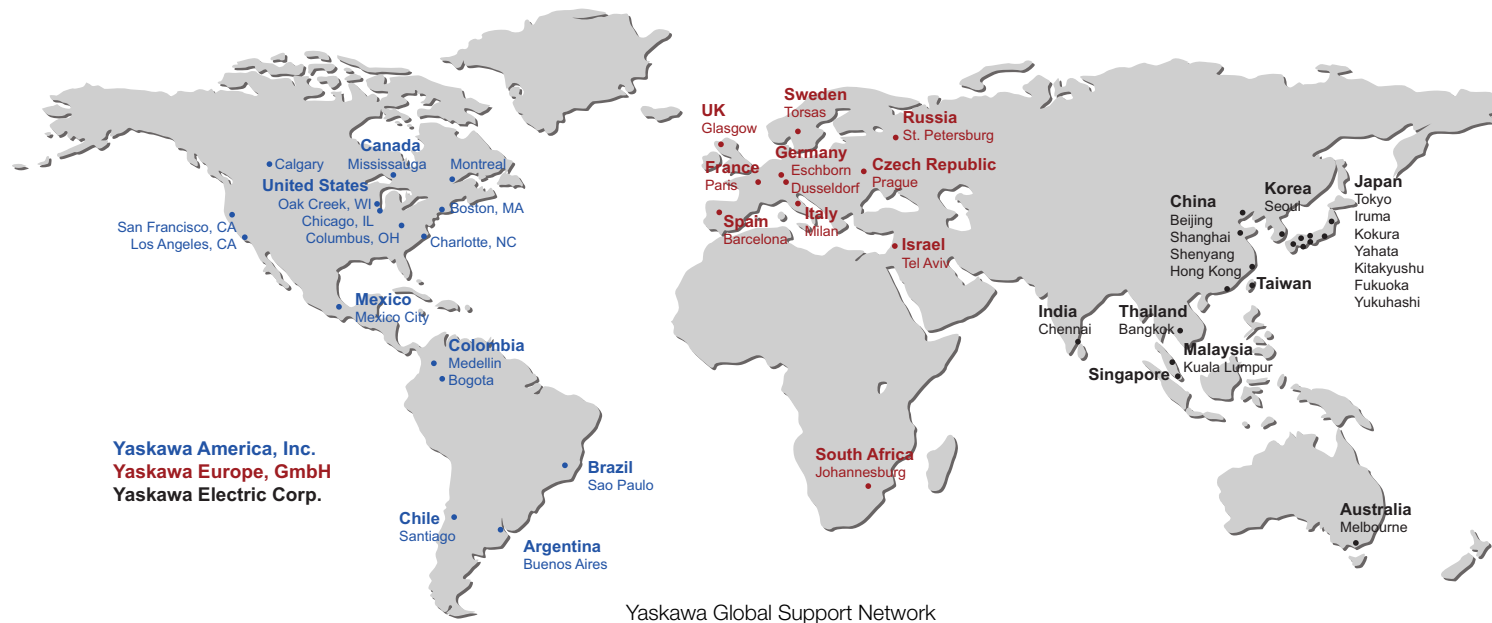 Canada
Mississauga
Calgary
Montreal
United States
Oak Creek, WI
Chicago, IL
Columbus, OH
Boston, MA
Charlotte, NC
San Francisco, CA
Los Angeles, CA
Mexico
Mexico City
Colombia
Medellin
Bogota
Brazil
Sao Paulo
Chile
Santiago
Argentina
Buenos Aires
Yaskawa America, Inc.
Yaskawa Europe, GmbH
Yaskawa Electric Corp.
UK
Glasgow
Sweden
Torsas
Russia
St. Petersburg
France
Paris
Germany
Eschborn
Dusseldorf
Czech Republic
Prague
Spain
Barcelona
Italy
Milan
Israel
Tel Aviv
South Africa
Johannesburg
China
Beijing
Shanghai
Shenyang
Hong Kong
Korea
Seoul
Japan
Tokyo
Iruma
Kokura
Yahata
Kitakyushu
Fukuoka
Yukuhashi
Taiwan
India
Chennai
Thailand
Bangkok
Malaysia
Kuala Lumpur
Singapore
Australia
Melbourne
Yaskawa Global Support Network